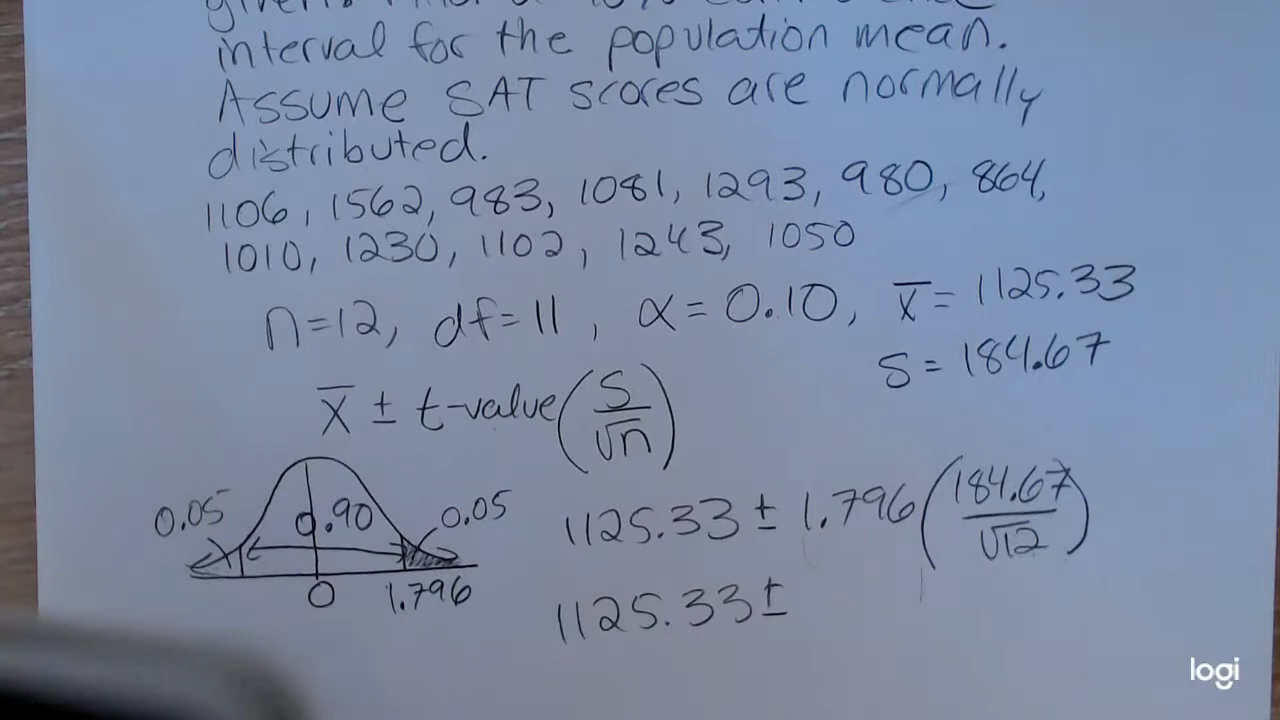 interval for the population mean.
Assume SAT scores are normally
distributed.
1106, 1562, 983, 1081, 1293, 980, 864,
1010, 1230, 1102, 1243, 1050
n=12, df=11, α=0.10, x̅=1125.33
S=184.67
x̅ ± t-value(S/√n)
0.05 0.90 0.05
0 1.796
1125.33 ± 1.796(184.67/√12)
1125.33 ±
logi